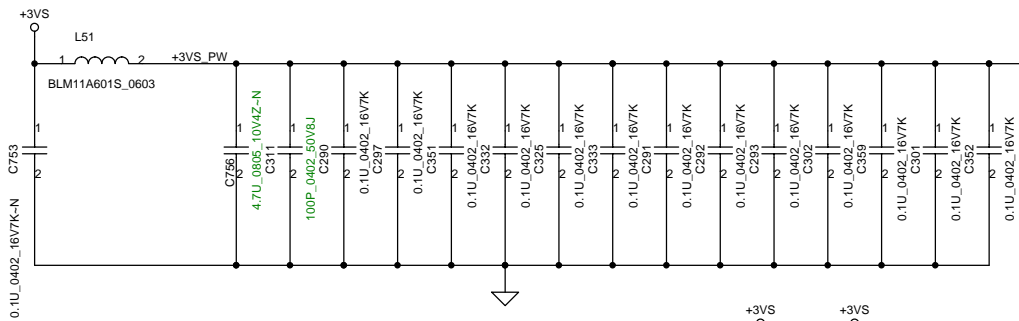 +3VS
L51
1
2
+3VS_PW
BLM11A601S_0603
C753
1
2
0.1U_0402_16V7K~N
C756
1
2
4.7U_0805_10V4Z~N
C311
1
2
100P_0402_50V8J
C290
1
2
0.1U_0402_16V7K
C297
1
2
0.1U_0402_16V7K
C351
1
2
0.1U_0402_16V7K
C332
1
2
0.1U_0402_16V7K
C325
1
2
0.1U_0402_16V7K
C333
1
2
0.1U_0402_16V7K
C291
1
2
0.1U_0402_16V7K
C292
1
2
0.1U_0402_16V7K
C293
1
2
0.1U_0402_16V7K
C302
1
2
0.1U_0402_16V7K
C359
1
2
0.1U_0402_16V7K
C301
1
2
0.1U_0402_16V7K
C352
1
2
0.1U_0402_16V7K
+3VS
+3VS